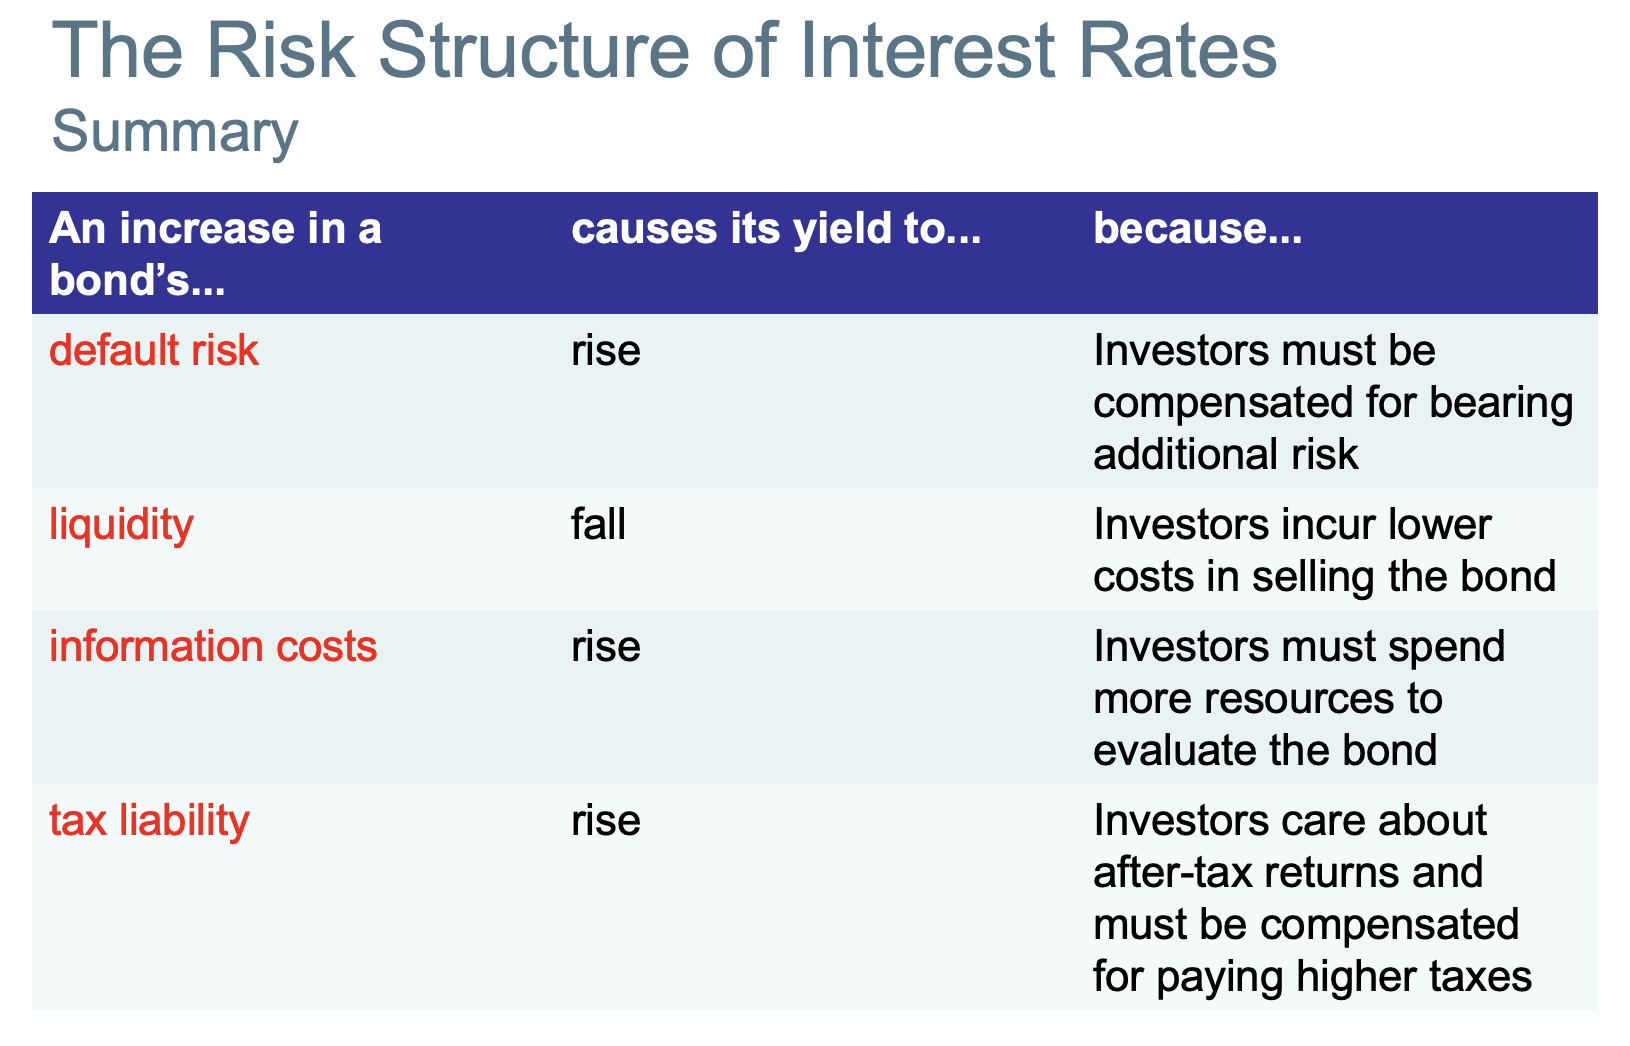 The Risk Structure of Interest Rates
Summary
An increase in a
bond’s...
causes its yield to...
because...
default risk
rise
Investors must be
compensated for bearing
additional risk
liquidity
fall
Investors incur lower
costs in selling the bond
information costs
rise
Investors must spend
more resources to
evaluate the bond
tax liability
rise
Investors care about
after-tax returns and
must be compensated
for paying higher taxes